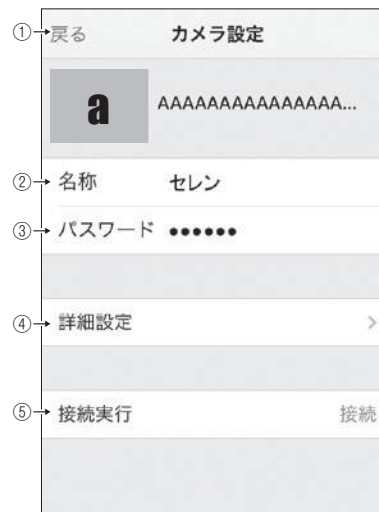 ① 戻る カメラ設定
a AAAAAAAAAAAAAAA...
② 名称 セレン
③ パスワード ••••••
④ 詳細設定 >
⑤ 接続実行 接続